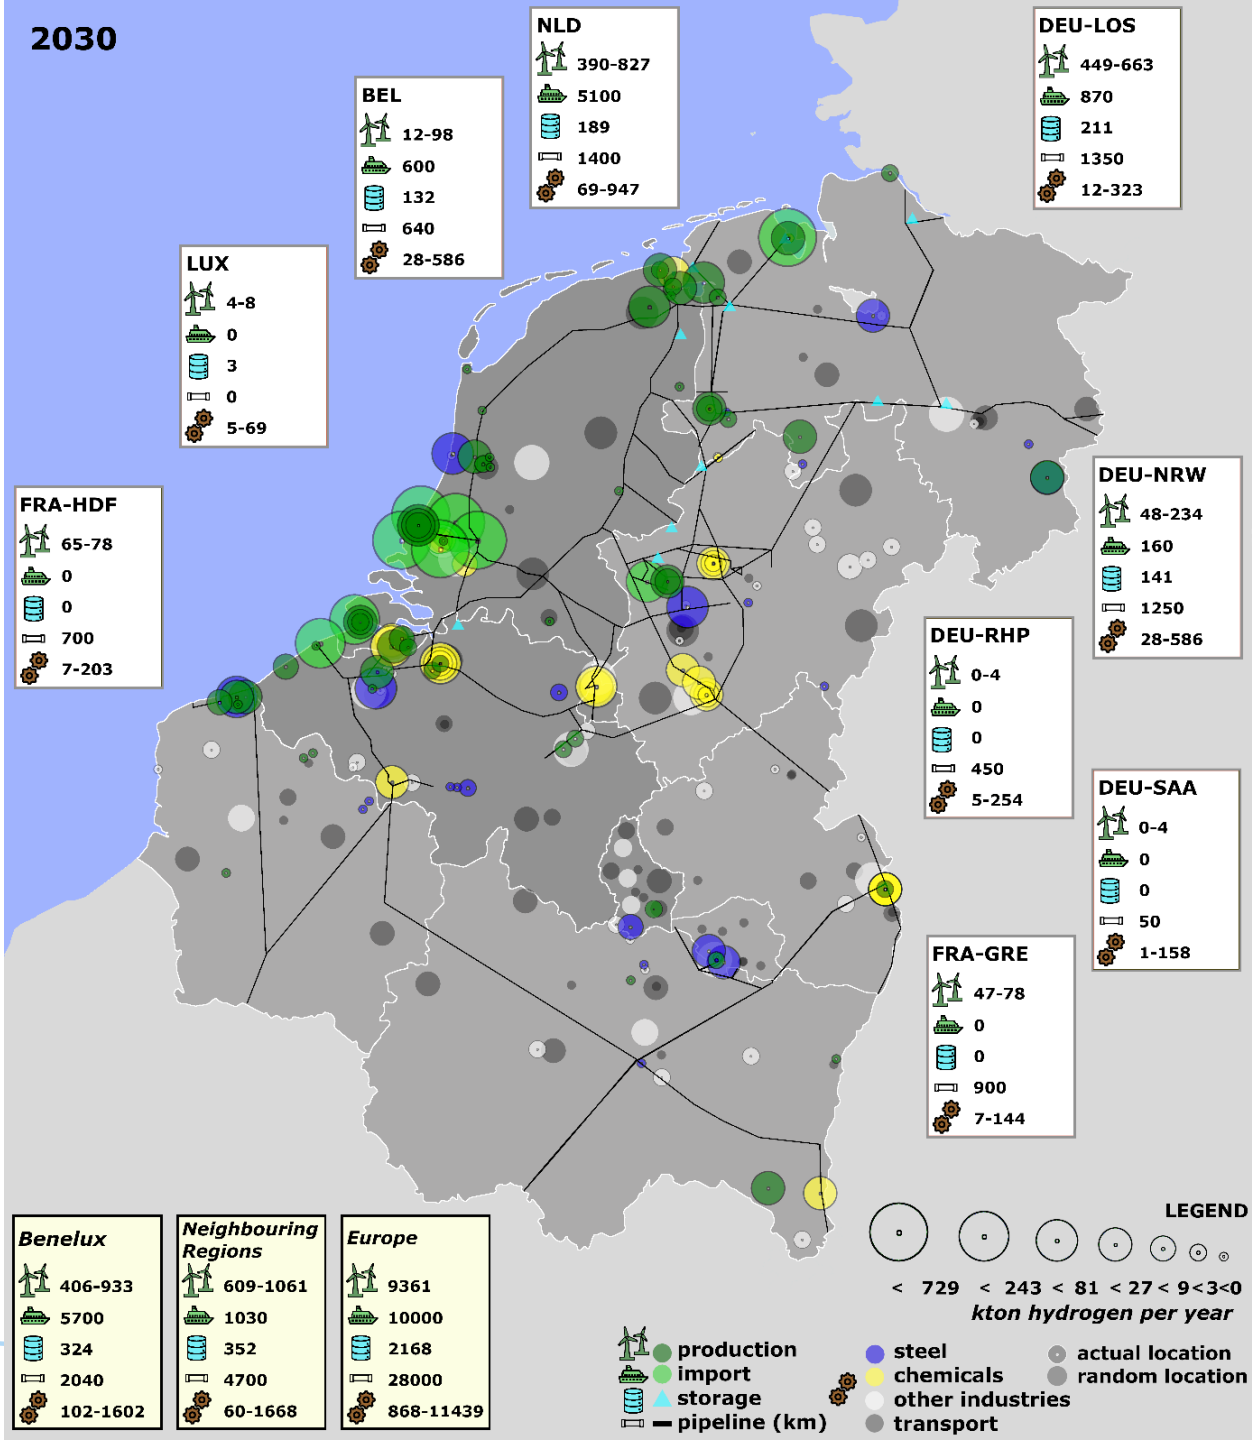 2030
NLD
390-827
5100
189
1400
69-947
DEU-LOS
449-663
870
211
1350
12-323
BEL
12-98
600
132
640
28-586
LUX
4-8
0
3
0
5-69
FRA-HDF
65-78
0
0
700
7-203
DEU-NRW
48-234
160
141
1250
28-586
DEU-RHP
0-4
0
0
450
5-254
DEU-SAA
0-4
0
0
50
1-158
FRA-GRE
47-78
0
0
900
7-144
Benelux
406-933
5700
324
2040
102-1602
Neighbouring
Regions
609-1061
1030
352
4700
60-1668
Europe
9361
10000
2168
28000
868-11439
LEGEND
< 729 < 243 < 81 < 27 < 9 <3 <0
kton hydrogen per year
production
import
storage
pipeline (km)
steel
chemicals
other industries
transport
actual location
random location